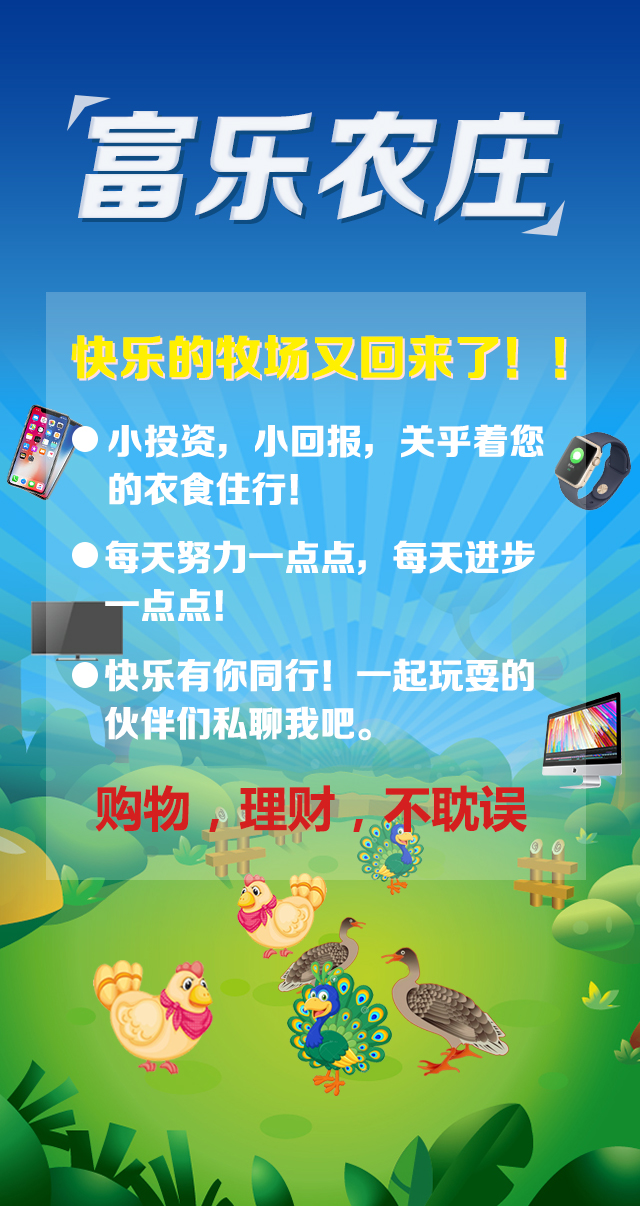 富乐农庄
快乐的牧场又回来了！！
●小投资，小回报，关乎着您
的衣食住行！
●每天努力一点点，每天进步
一点点！
●快乐有你同行！一起玩耍的
伙伴们私聊我吧。
购物，理财，不耽误